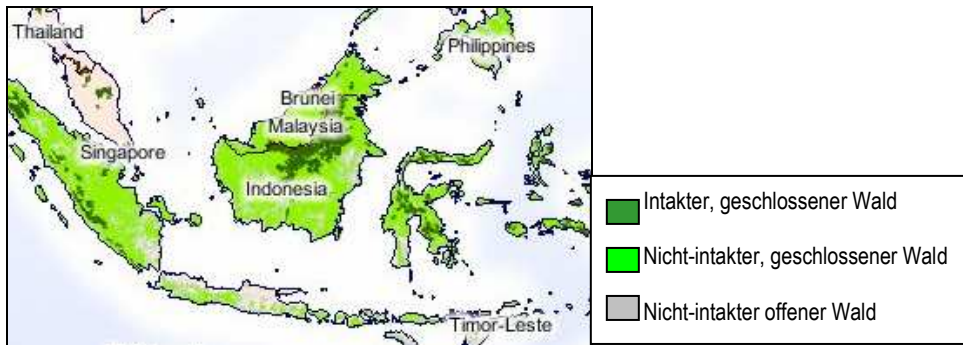 Thailand
Philippines
Brunei
Malaysia
Singapore
Indonesia
Timor-Leste
Intakter, geschlossener Wald
Nicht-intakter, geschlossener Wald
Nicht-intakter offener Wald